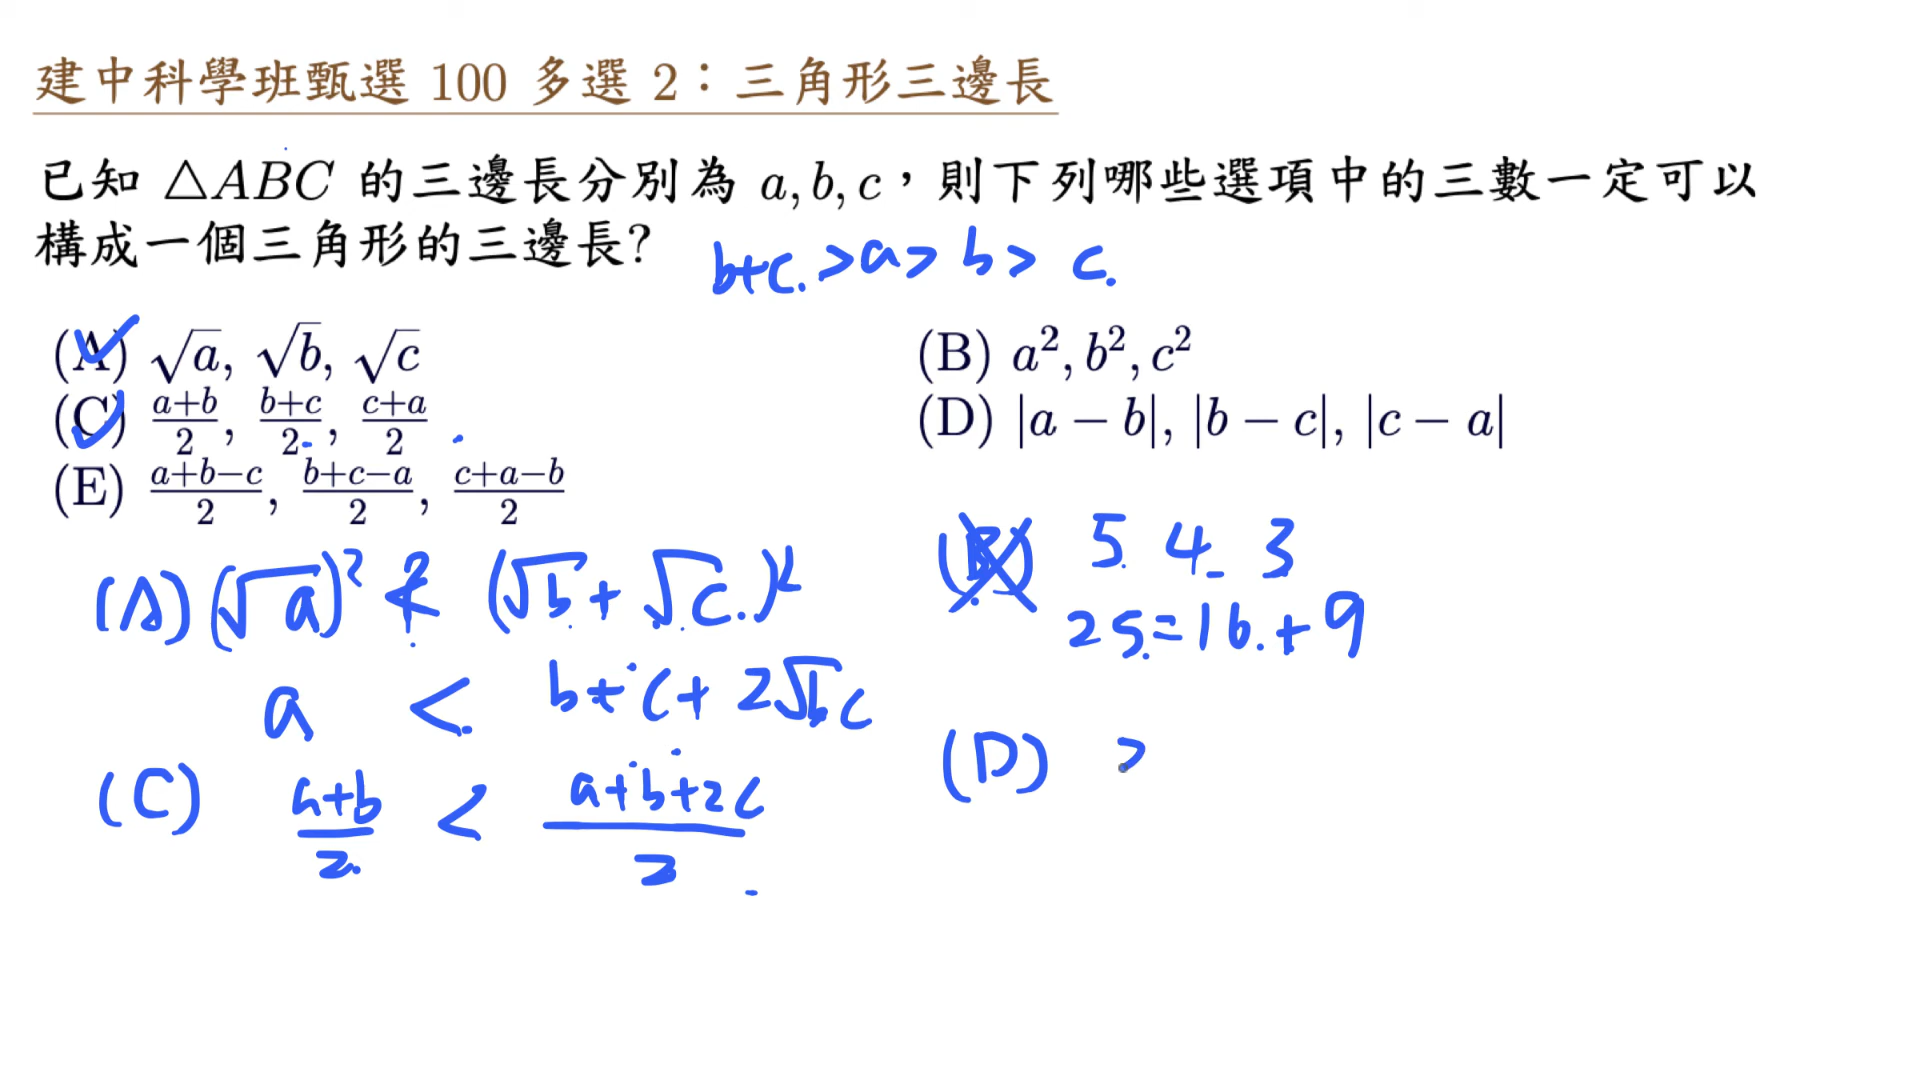 建中科學班甄選 100 多選 2：三角形三邊長
已知 △ABC 的三邊長分別為 a, b, c，則下列哪些選項中的三數一定可以
構成一個三角形的三邊長?
b+c > a > b > c
(A) √a, √b, √c
(B) a², b², c²
(C) (a+b)/2, (b+c)/2, (c+a)/2
(D) |a − b|, |b − c|, |c − a|
(E) (a+b−c)/2, (b+c−a)/2, (c+a−b)/2
(A) (√a)² < (√b + √c)²
a < b + c + 2√bc
(C) (a+b)/2 < (a+b+2c)/2
(B) 5 4 3
25 = 16 + 9
(D)